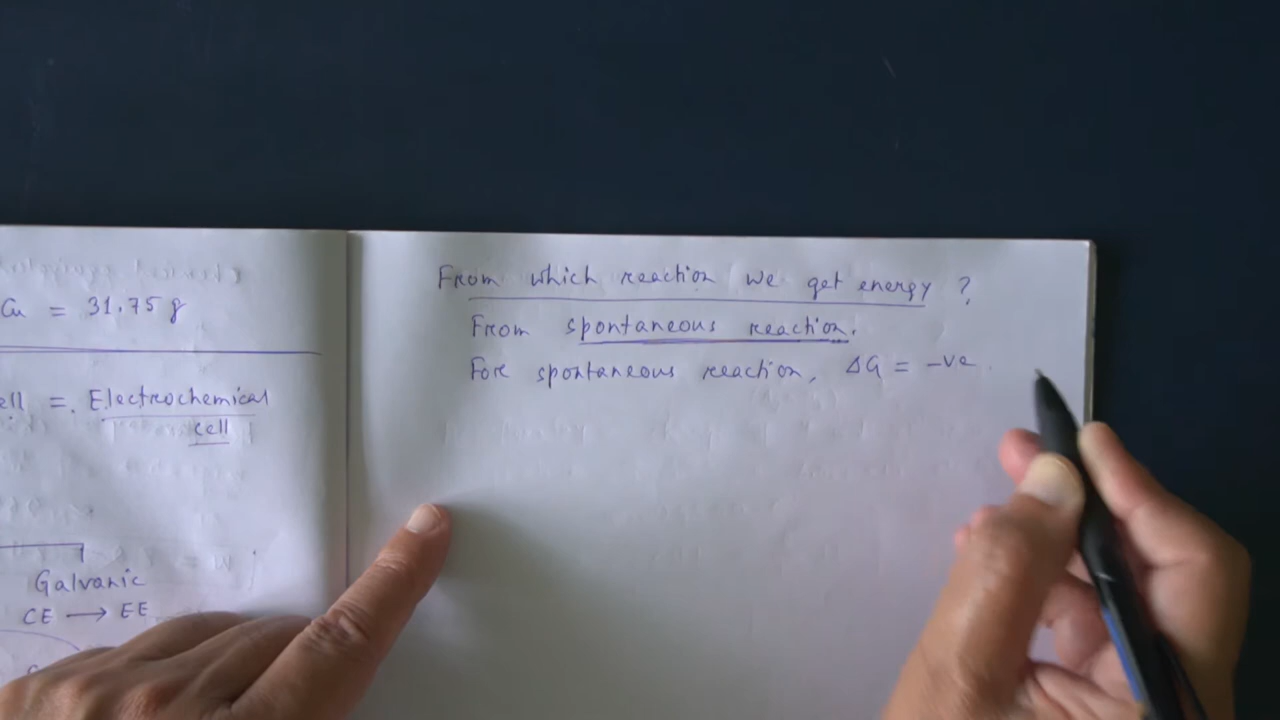 Cu = 31.75 g
ell = Electrochemical
cell
Galvanic
CE → EE
From which reaction we get energy ?
From spontaneous reaction.
For spontaneous reaction, ΔG = -ve